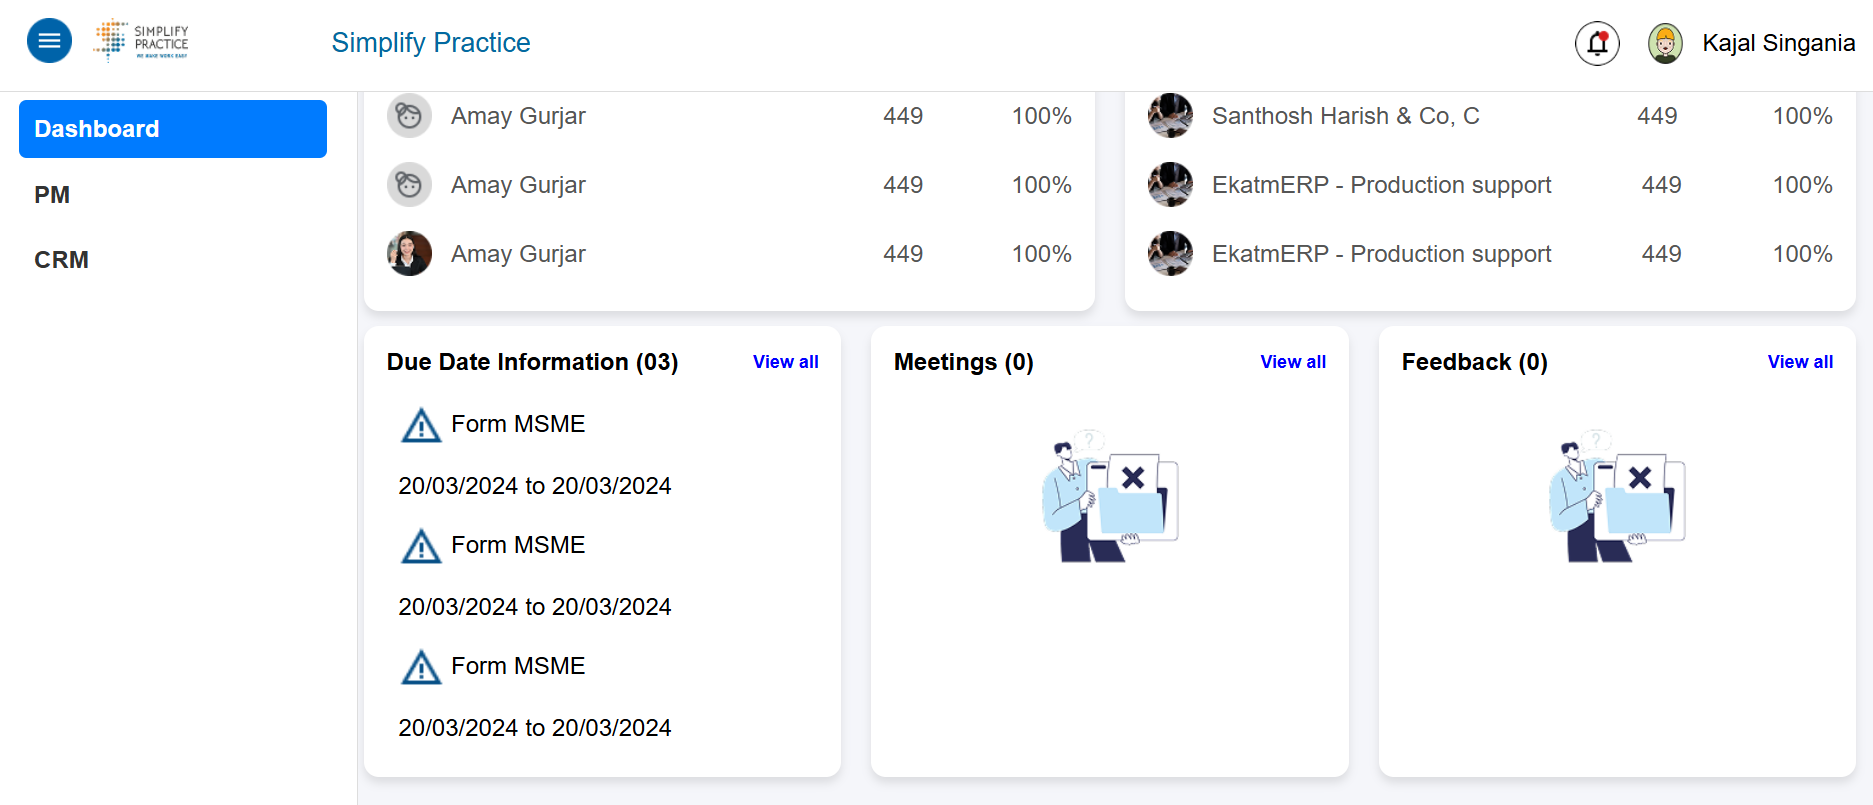 SIMPLIFY
PRACTICE
WE MAKE WORK EASY
Simplify Practice
Kajal Singania
Dashboard
PM
CRM
Amay Gurjar 449 100%
Amay Gurjar 449 100%
Amay Gurjar 449 100%
Santhosh Harish & Co, C 449 100%
EkatmERP - Production support 449 100%
EkatmERP - Production support 449 100%
Due Date Information (03) View all
Form MSME
20/03/2024 to 20/03/2024
Form MSME
20/03/2024 to 20/03/2024
Form MSME
20/03/2024 to 20/03/2024
Meetings (0) View all
?
Feedback (0) View all
?